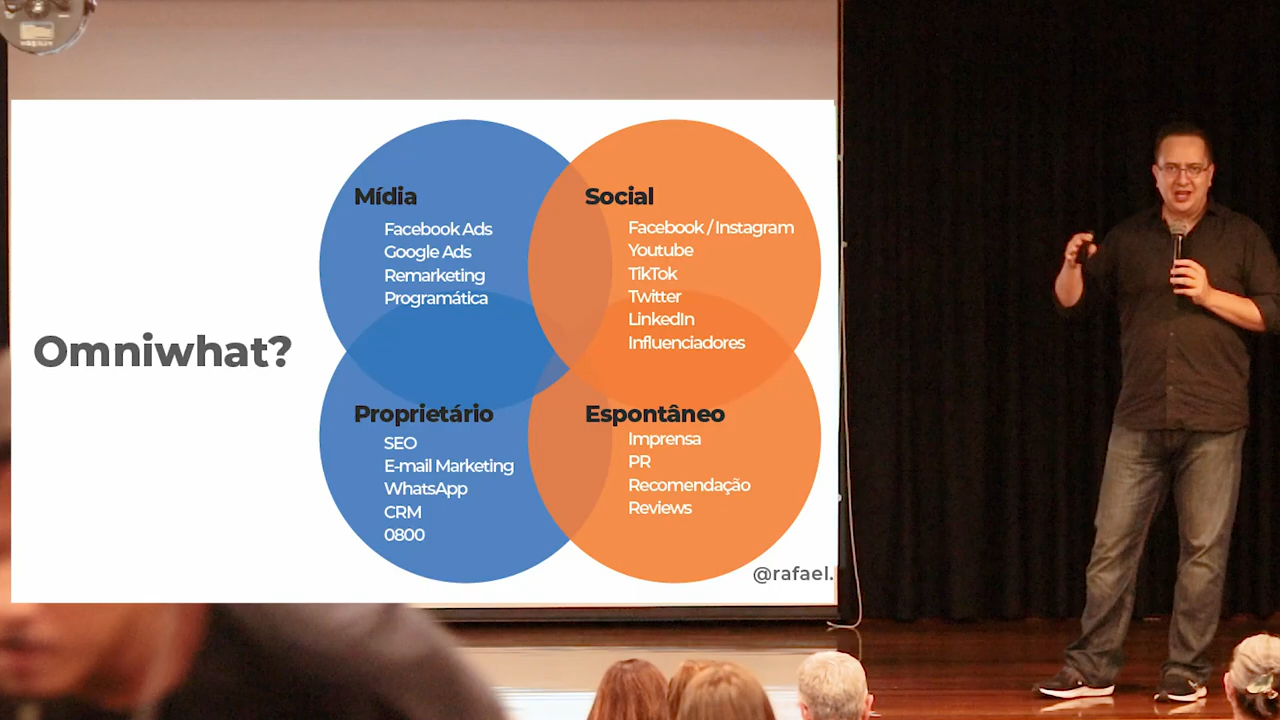 Omniwhat?
Mídia
Facebook Ads
Google Ads
Remarketing
Programática
Social
Facebook / Instagram
Youtube
TikTok
Twitter
LinkedIn
Influenciadores
Proprietário
SEO
E-mail Marketing
WhatsApp
CRM
0800
Espontâneo
Imprensa
PR
Recomendação
Reviews
@rafael.